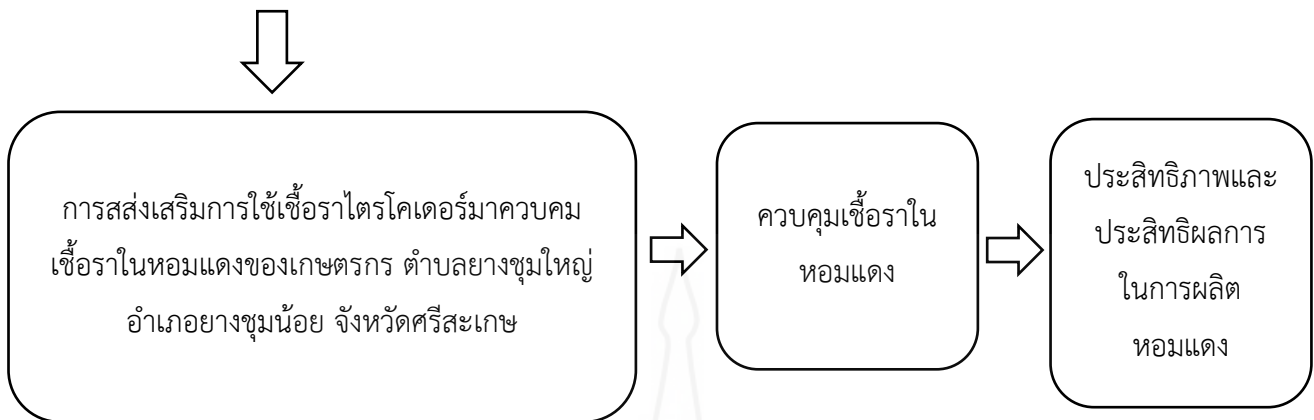 การสส่งเสริมการใช้เชื้อราไตรโคเดอร์มาควบคม
เชื้อราในหอมแดงของเกษตรกร ตำบลยางชุมใหญ่
อำเภอยางชุมน้อย จังหวัดศรีสะเกษ
ควบคุมเชื้อราใน
หอมแดง
ประสิทธิภาพและ
ประสิทธิผลการ
ในการผลิต
หอมแดง